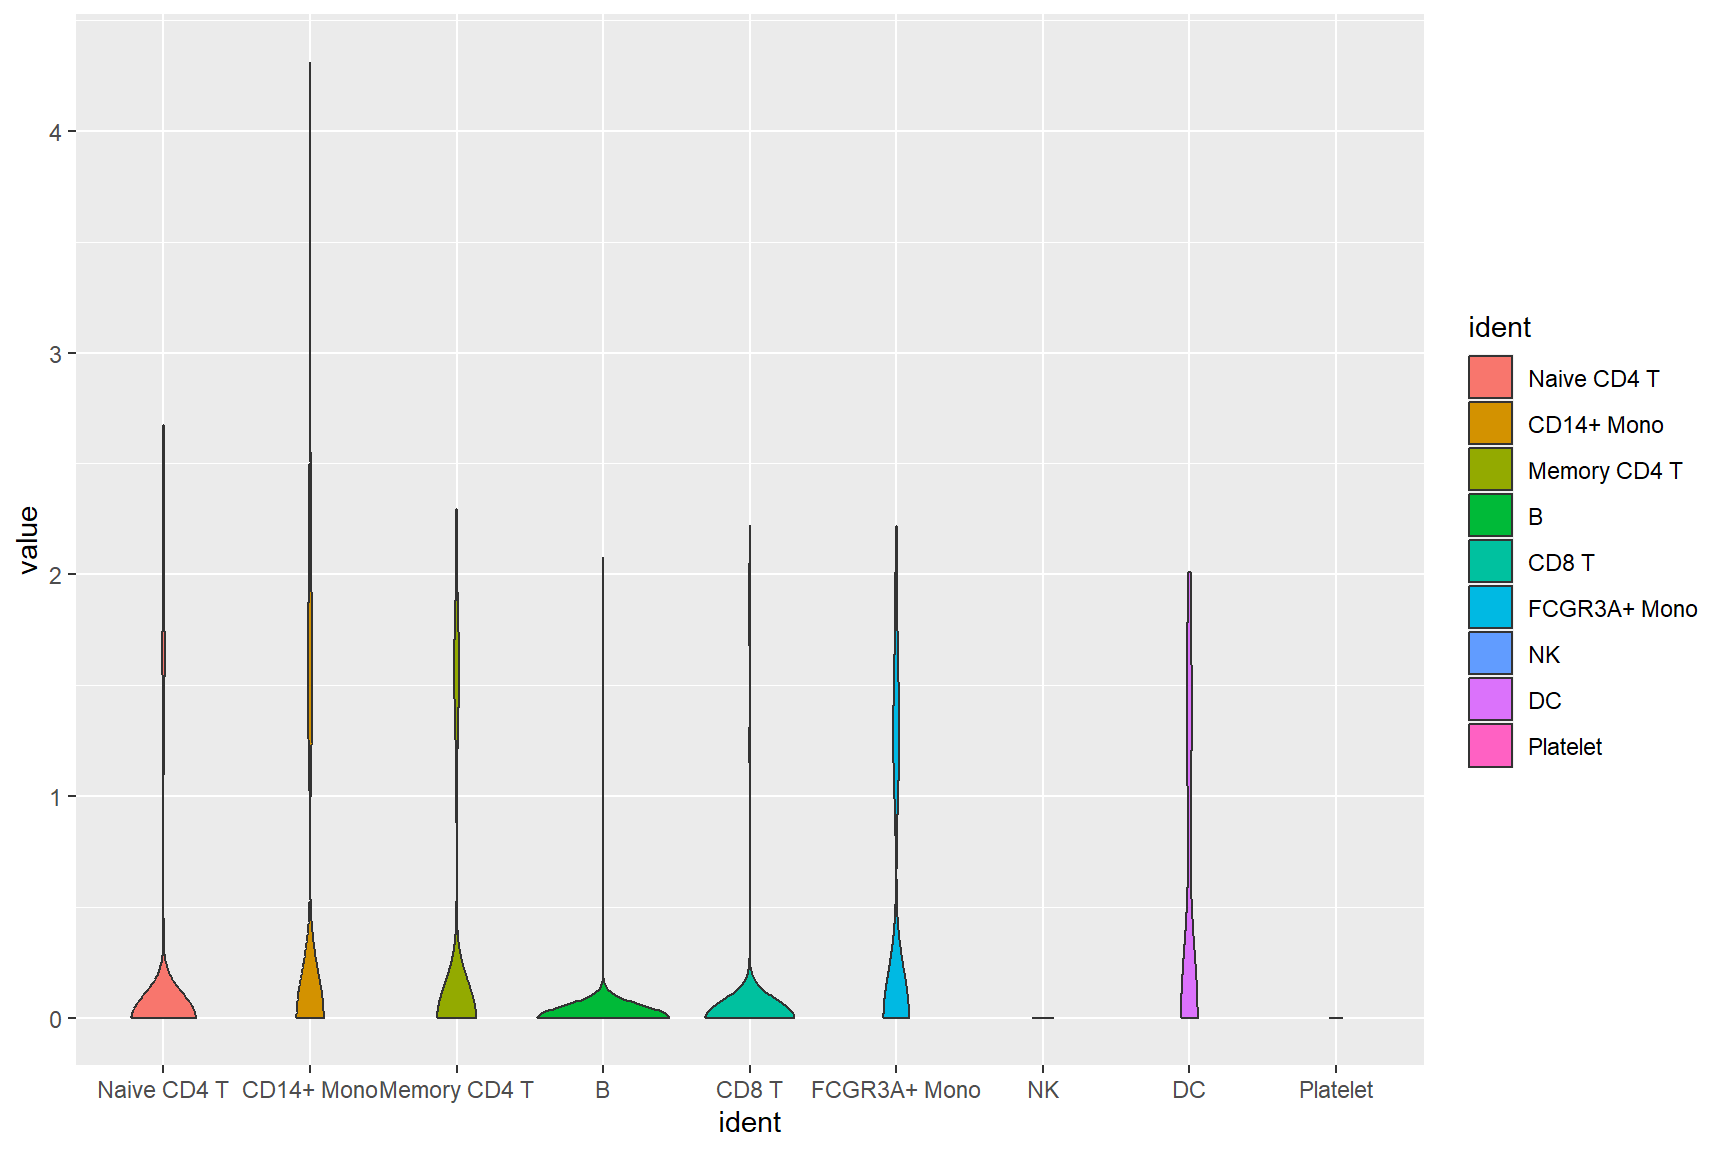 4
3
2
1
0
value
Naive CD4 T CD14+ Mono Memory CD4 T B CD8 T FCGR3A+ Mono NK DC Platelet
ident
ident
Naive CD4 T
CD14+ Mono
Memory CD4 T
B
CD8 T
FCGR3A+ Mono
NK
DC
Platelet